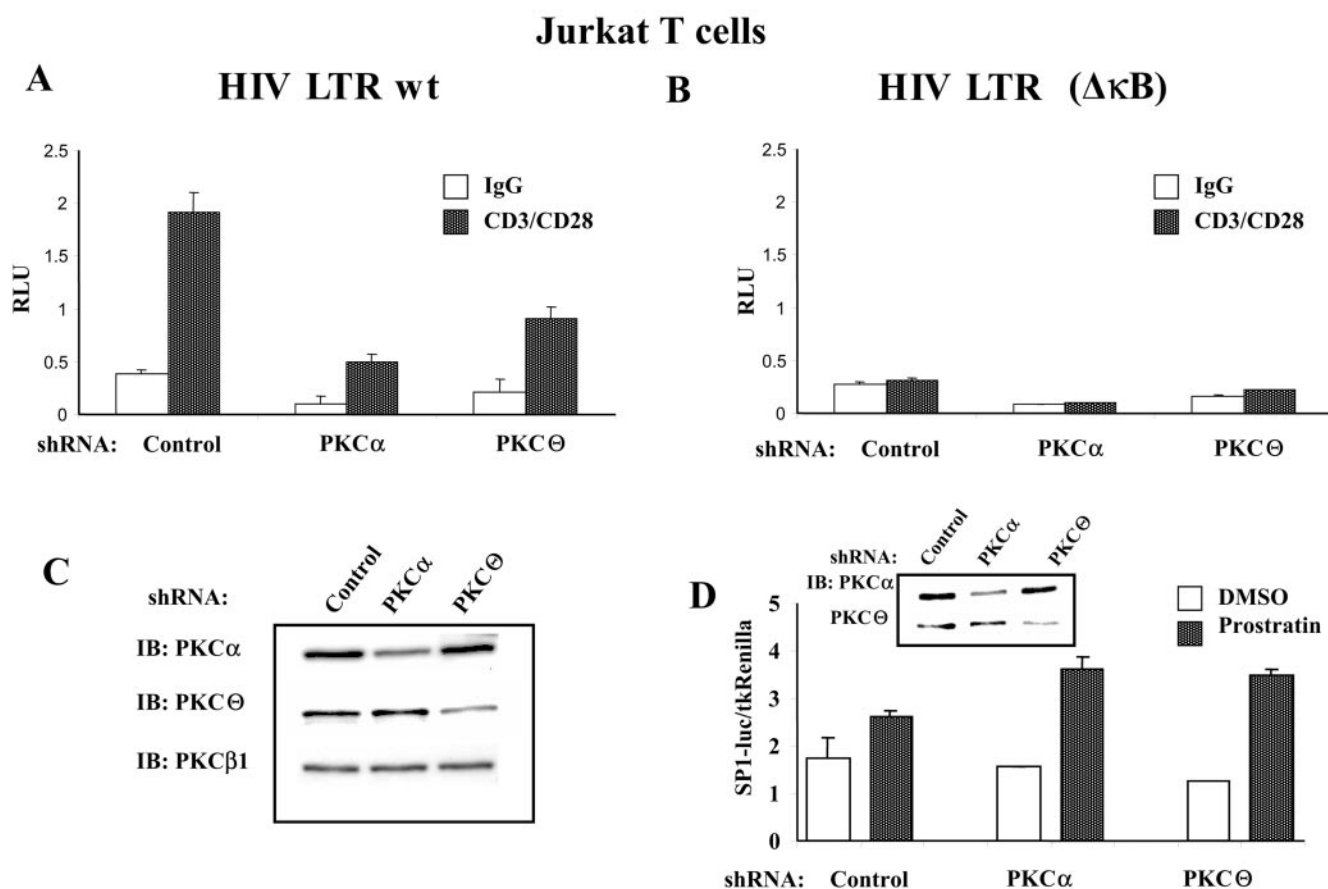 Jurkat T cells
A
HIV LTR wt
2.5
2
1.5
1
0.5
0
RLU
IgG
CD3/CD28
shRNA: Control PKCα PKCΘ
B
HIV LTR (ΔκB)
2.5
2
1.5
1
0.5
0
RLU
IgG
CD3/CD28
shRNA: Control PKCα PKCΘ
C
shRNA: Control PKCα PKCΘ
IB: PKCα
IB: PKCΘ
IB: PKCβ1
D
shRNA: Control PKCα PKCΘ
IB: PKCα
PKCΘ
5
4
3
2
1
0
SP1-luc/tkRenilla
DMSO
Prostratin
shRNA: Control PKCα PKCΘ